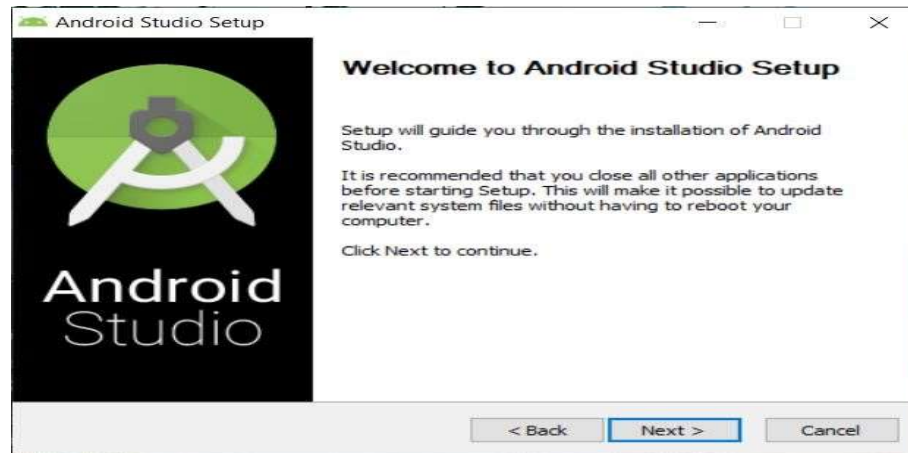 Android Studio Setup
Welcome to Android Studio Setup
Setup will guide you through the installation of Android
Studio.
It is recommended that you close all other applications
before starting Setup. This will make it possible to update
relevant system files without having to reboot your
computer.
Click Next to continue.
Android
Studio
< Back
Next >
Cancel